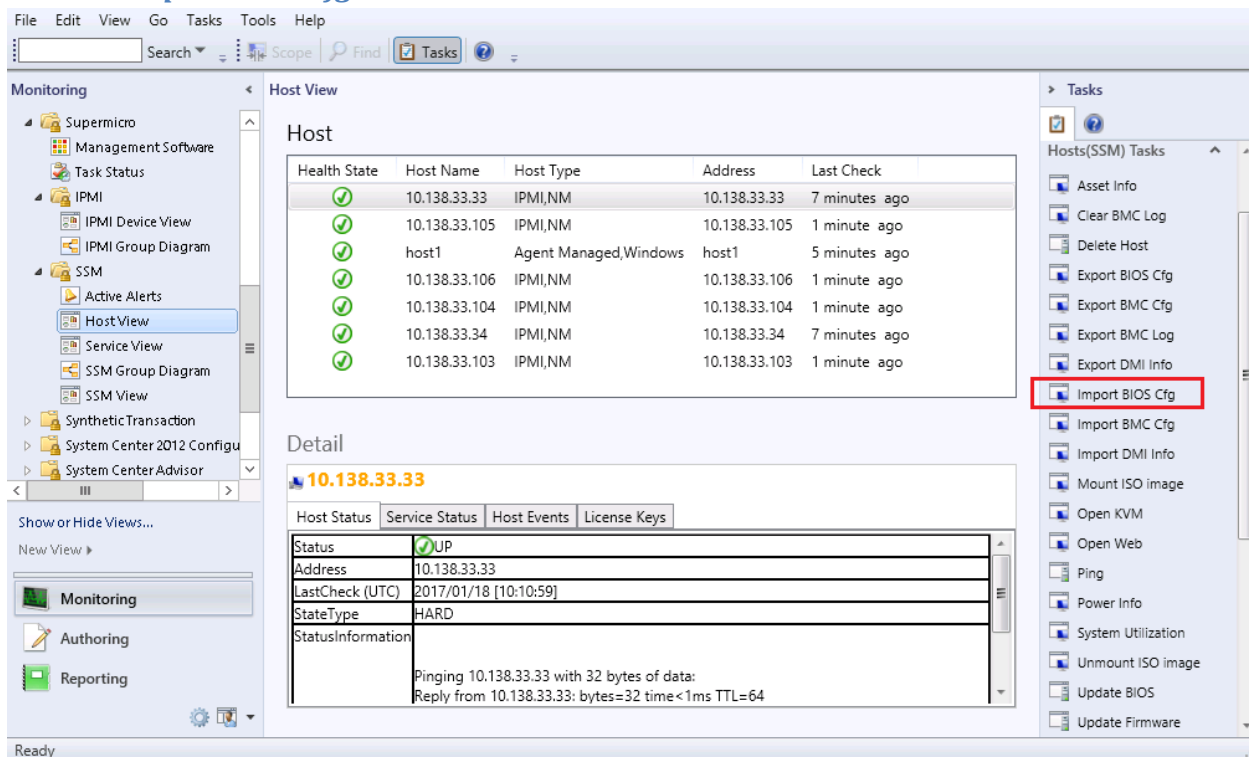 File Edit View Go Tasks Tools Help
Search Scope Find Tasks
Monitoring
Supermicro
Management Software
Task Status
IPMI
IPMI Device View
IPMI Group Diagram
SSM
Active Alerts
Host View
Service View
SSM Group Diagram
SSM View
Synthetic Transaction
System Center 2012 Configu
System Center Advisor
Show or Hide Views...
New View
Monitoring
Authoring
Reporting
Ready
Host View
Host
Health State Host Name Host Type Address Last Check
10.138.33.33 IPMI,NM 10.138.33.33 7 minutes ago
10.138.33.105 IPMI,NM 10.138.33.105 1 minute ago
host1 Agent Managed,Windows host1 5 minutes ago
10.138.33.106 IPMI,NM 10.138.33.106 1 minute ago
10.138.33.104 IPMI,NM 10.138.33.104 1 minute ago
10.138.33.34 IPMI,NM 10.138.33.34 7 minutes ago
10.138.33.103 IPMI,NM 10.138.33.103 1 minute ago
Detail
10.138.33.33
Host Status Service Status Host Events License Keys
Status UP
Address 10.138.33.33
LastCheck (UTC) 2017/01/18 [10:10:59]
StateType HARD
StatusInformation
Pinging 10.138.33.33 with 32 bytes of data:
Reply from 10.138.33.33: bytes=32 time<1ms TTL=64
Tasks
Hosts(SSM) Tasks
Asset Info
Clear BMC Log
Delete Host
Export BIOS Cfg
Export BMC Cfg
Export BMC Log
Export DMI Info
Import BIOS Cfg
Import BMC Cfg
Import DMI Info
Mount ISO image
Open KVM
Open Web
Ping
Power Info
System Utilization
Unmount ISO image
Update BIOS
Update Firmware